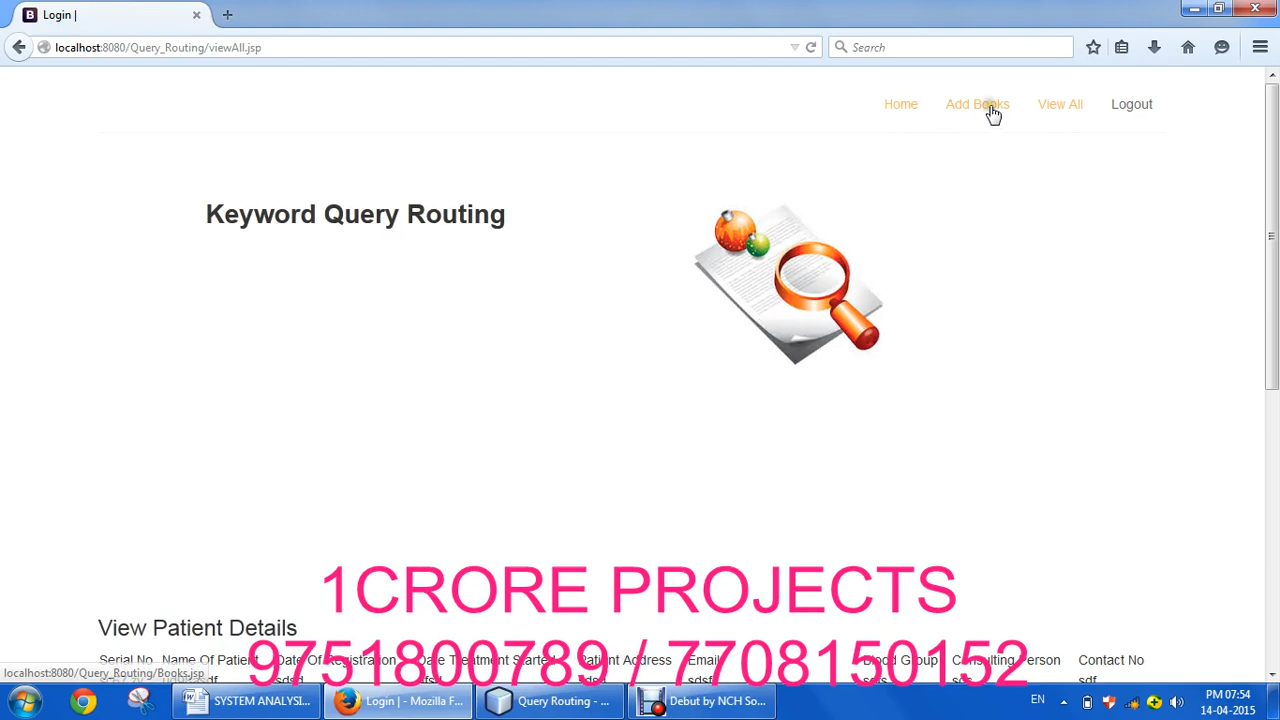 Login |
localhost:8080/Query_Routing/viewAll.jsp
Search
Home Add Books View All Logout
Keyword Query Routing
1CRORE PROJECTS
View Patient Details
9751800789 / 7708150152
Serial No Name Of Patient Date Of Registration Date Treatment Started Patient Address Email Blood Group Consulting Person Contact No
localhost:8080/Query_Routing/Books.jsp
SYSTEM ANALYSI... Login | - Mozilla F... Query Routing - ... Debut by NCH So... EN PM 07:54
14-04-2015